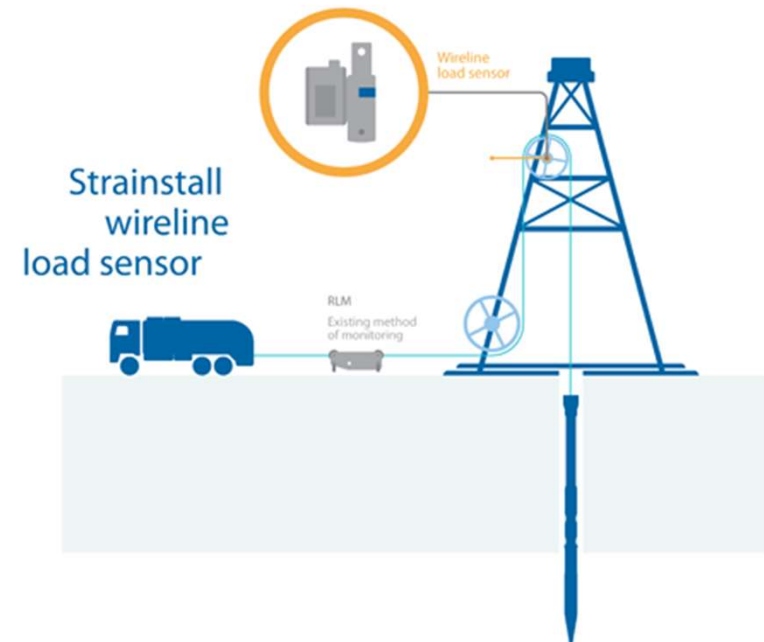 Wireline
load sensor
Strainstall
wireline
load sensor
RLM
Existing method
of monitoring